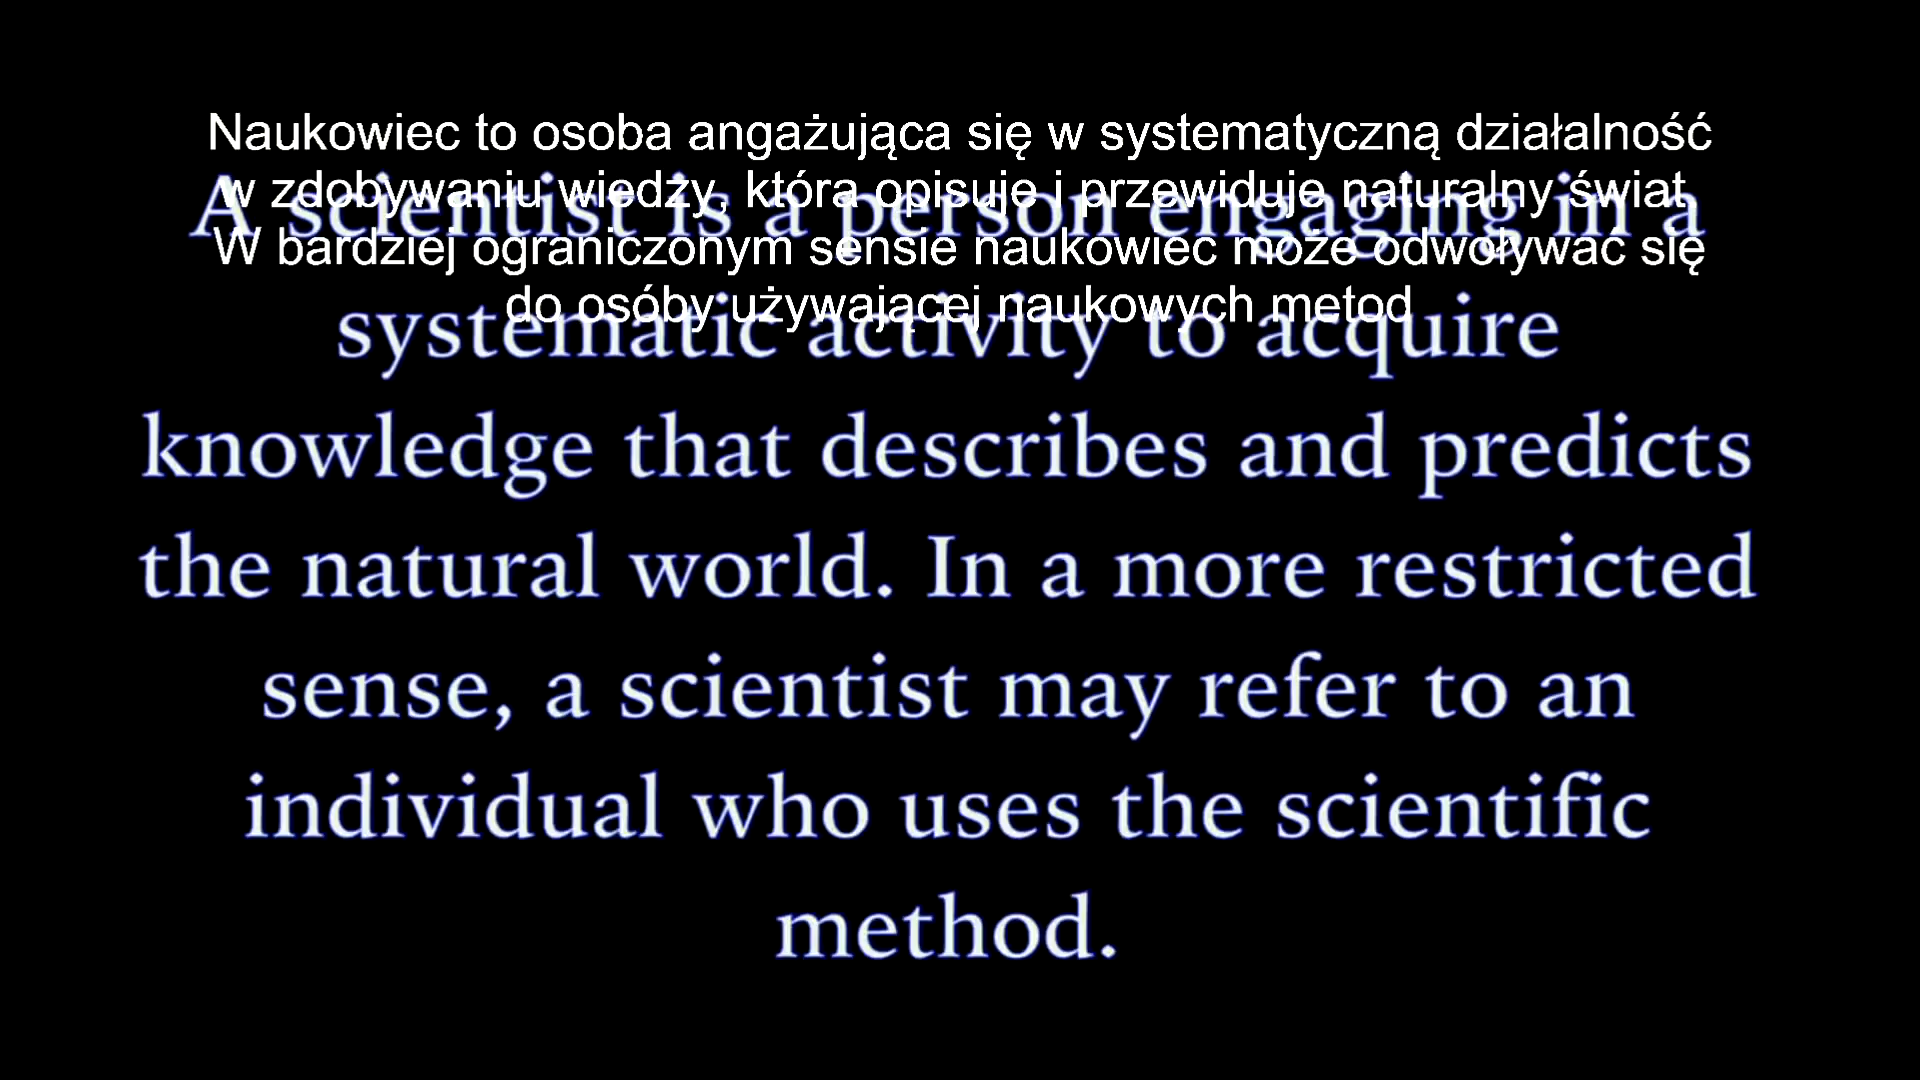 Naukowiec to osoba angażująca się w systematyczną działalność
w zdobywaniu wiedzy, która opisuje i przewiduje naturalny świat.
W bardziej ograniczonym sensie naukowiec może odwoływać się
do osóby używającej naukowych metod
A scientist is a person engaging in a
systematic activity to acquire
knowledge that describes and predicts
the natural world. In a more restricted
sense, a scientist may refer to an
individual who uses the scientific
method.